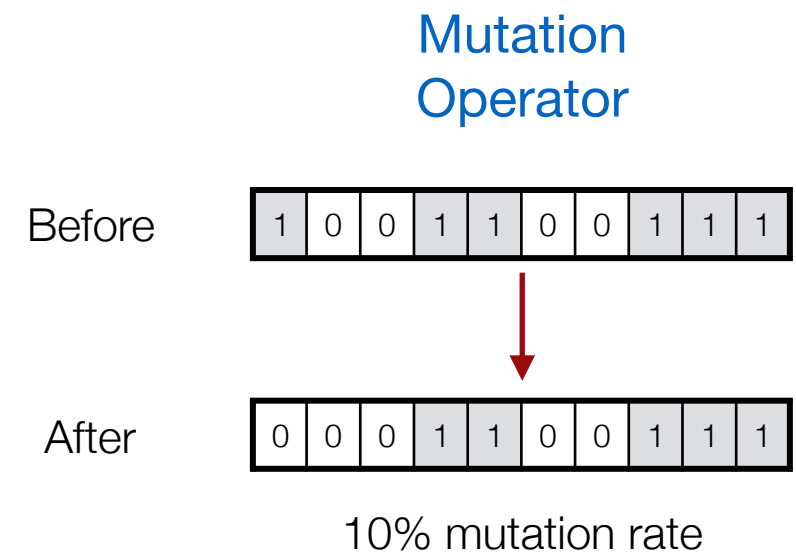 Mutation
Operator
Before 1 0 0 1 1 0 0 1 1 1
After 0 0 0 1 1 0 0 1 1 1
10% mutation rate